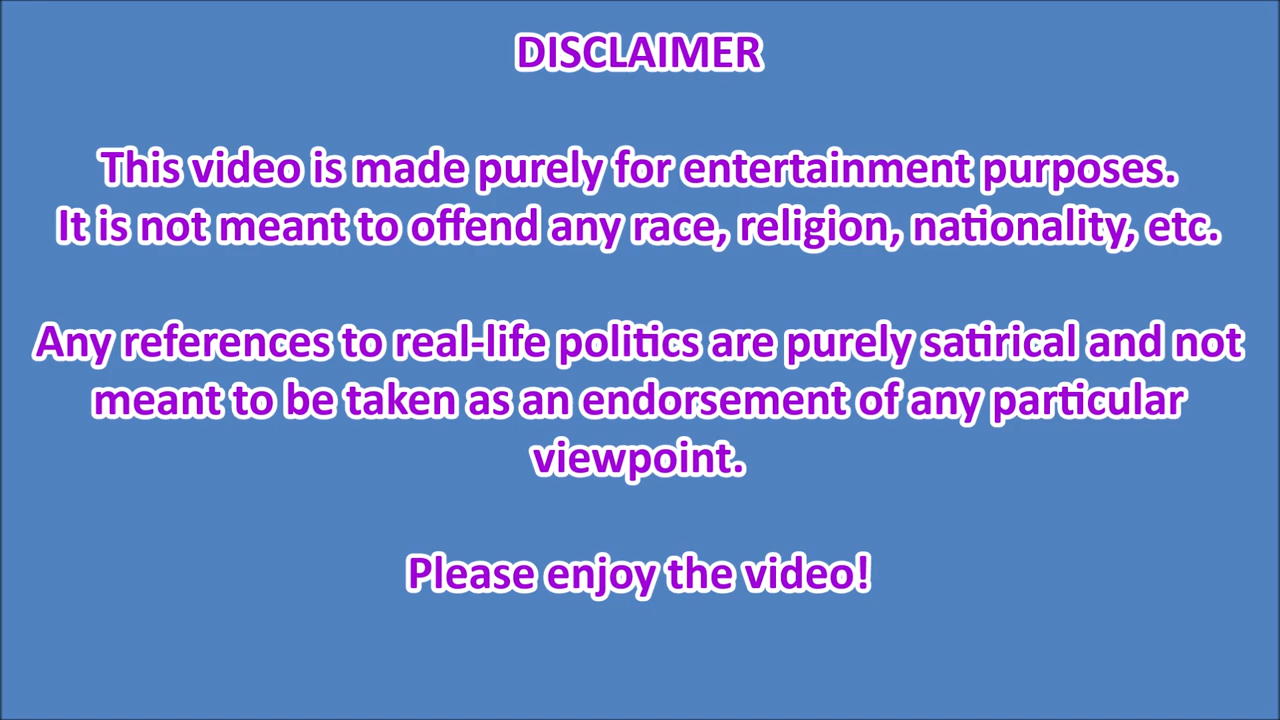 DISCLAIMER
This video is made purely for entertainment purposes.
It is not meant to offend any race, religion, nationality, etc.
Any references to real-life politics are purely satirical and not
meant to be taken as an endorsement of any particular
viewpoint.
Please enjoy the video!